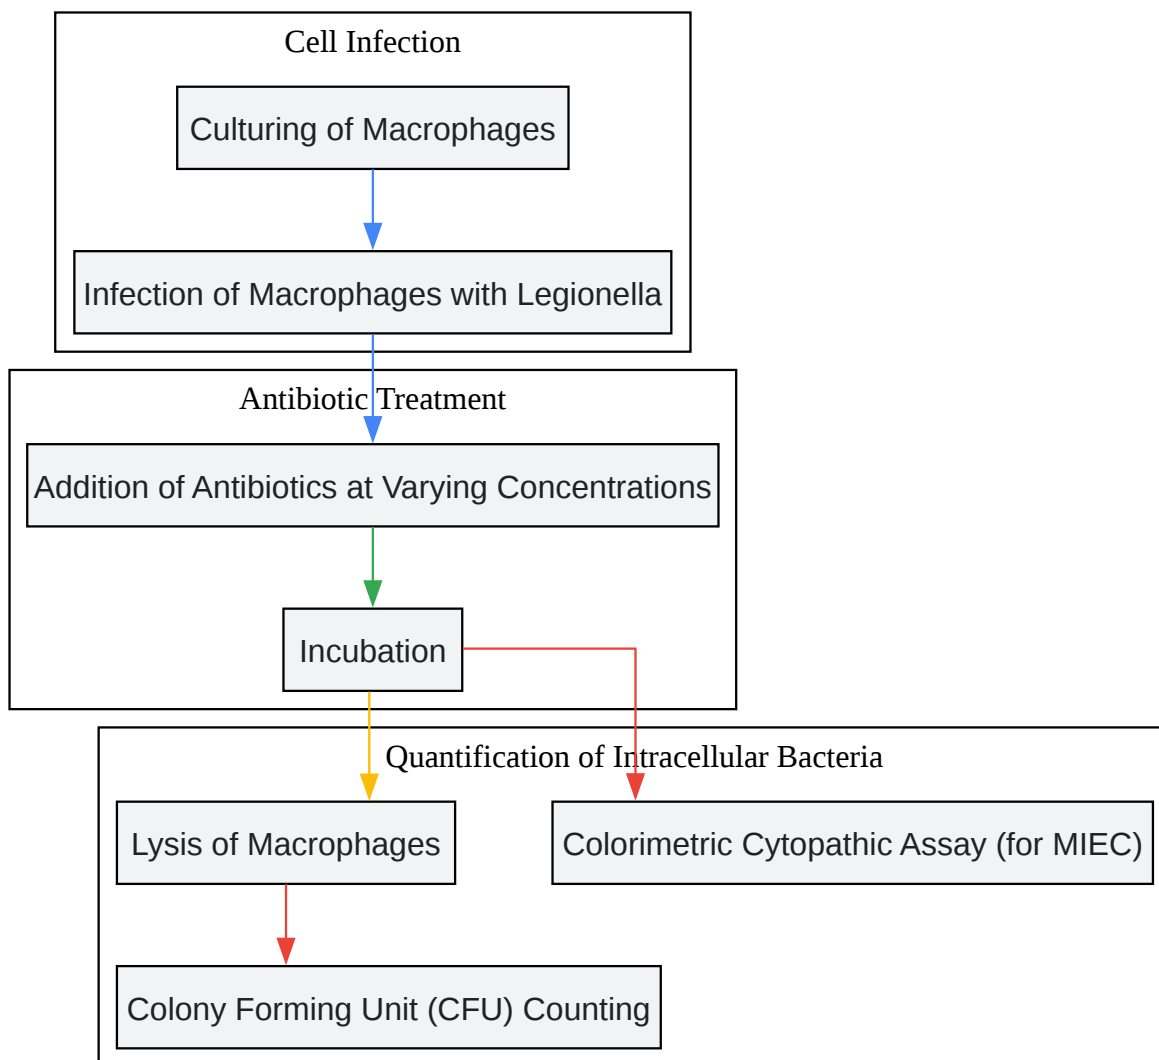 Cell Infection
Culturing of Macrophages
Infection of Macrophages with Legionella
Antibiotic Treatment
Addition of Antibiotics at Varying Concentrations
Incubation
Quantification of Intracellular Bacteria
Lysis of Macrophages
Colorimetric Cytopathic Assay (for MIEC)
Colony Forming Unit (CFU) Counting